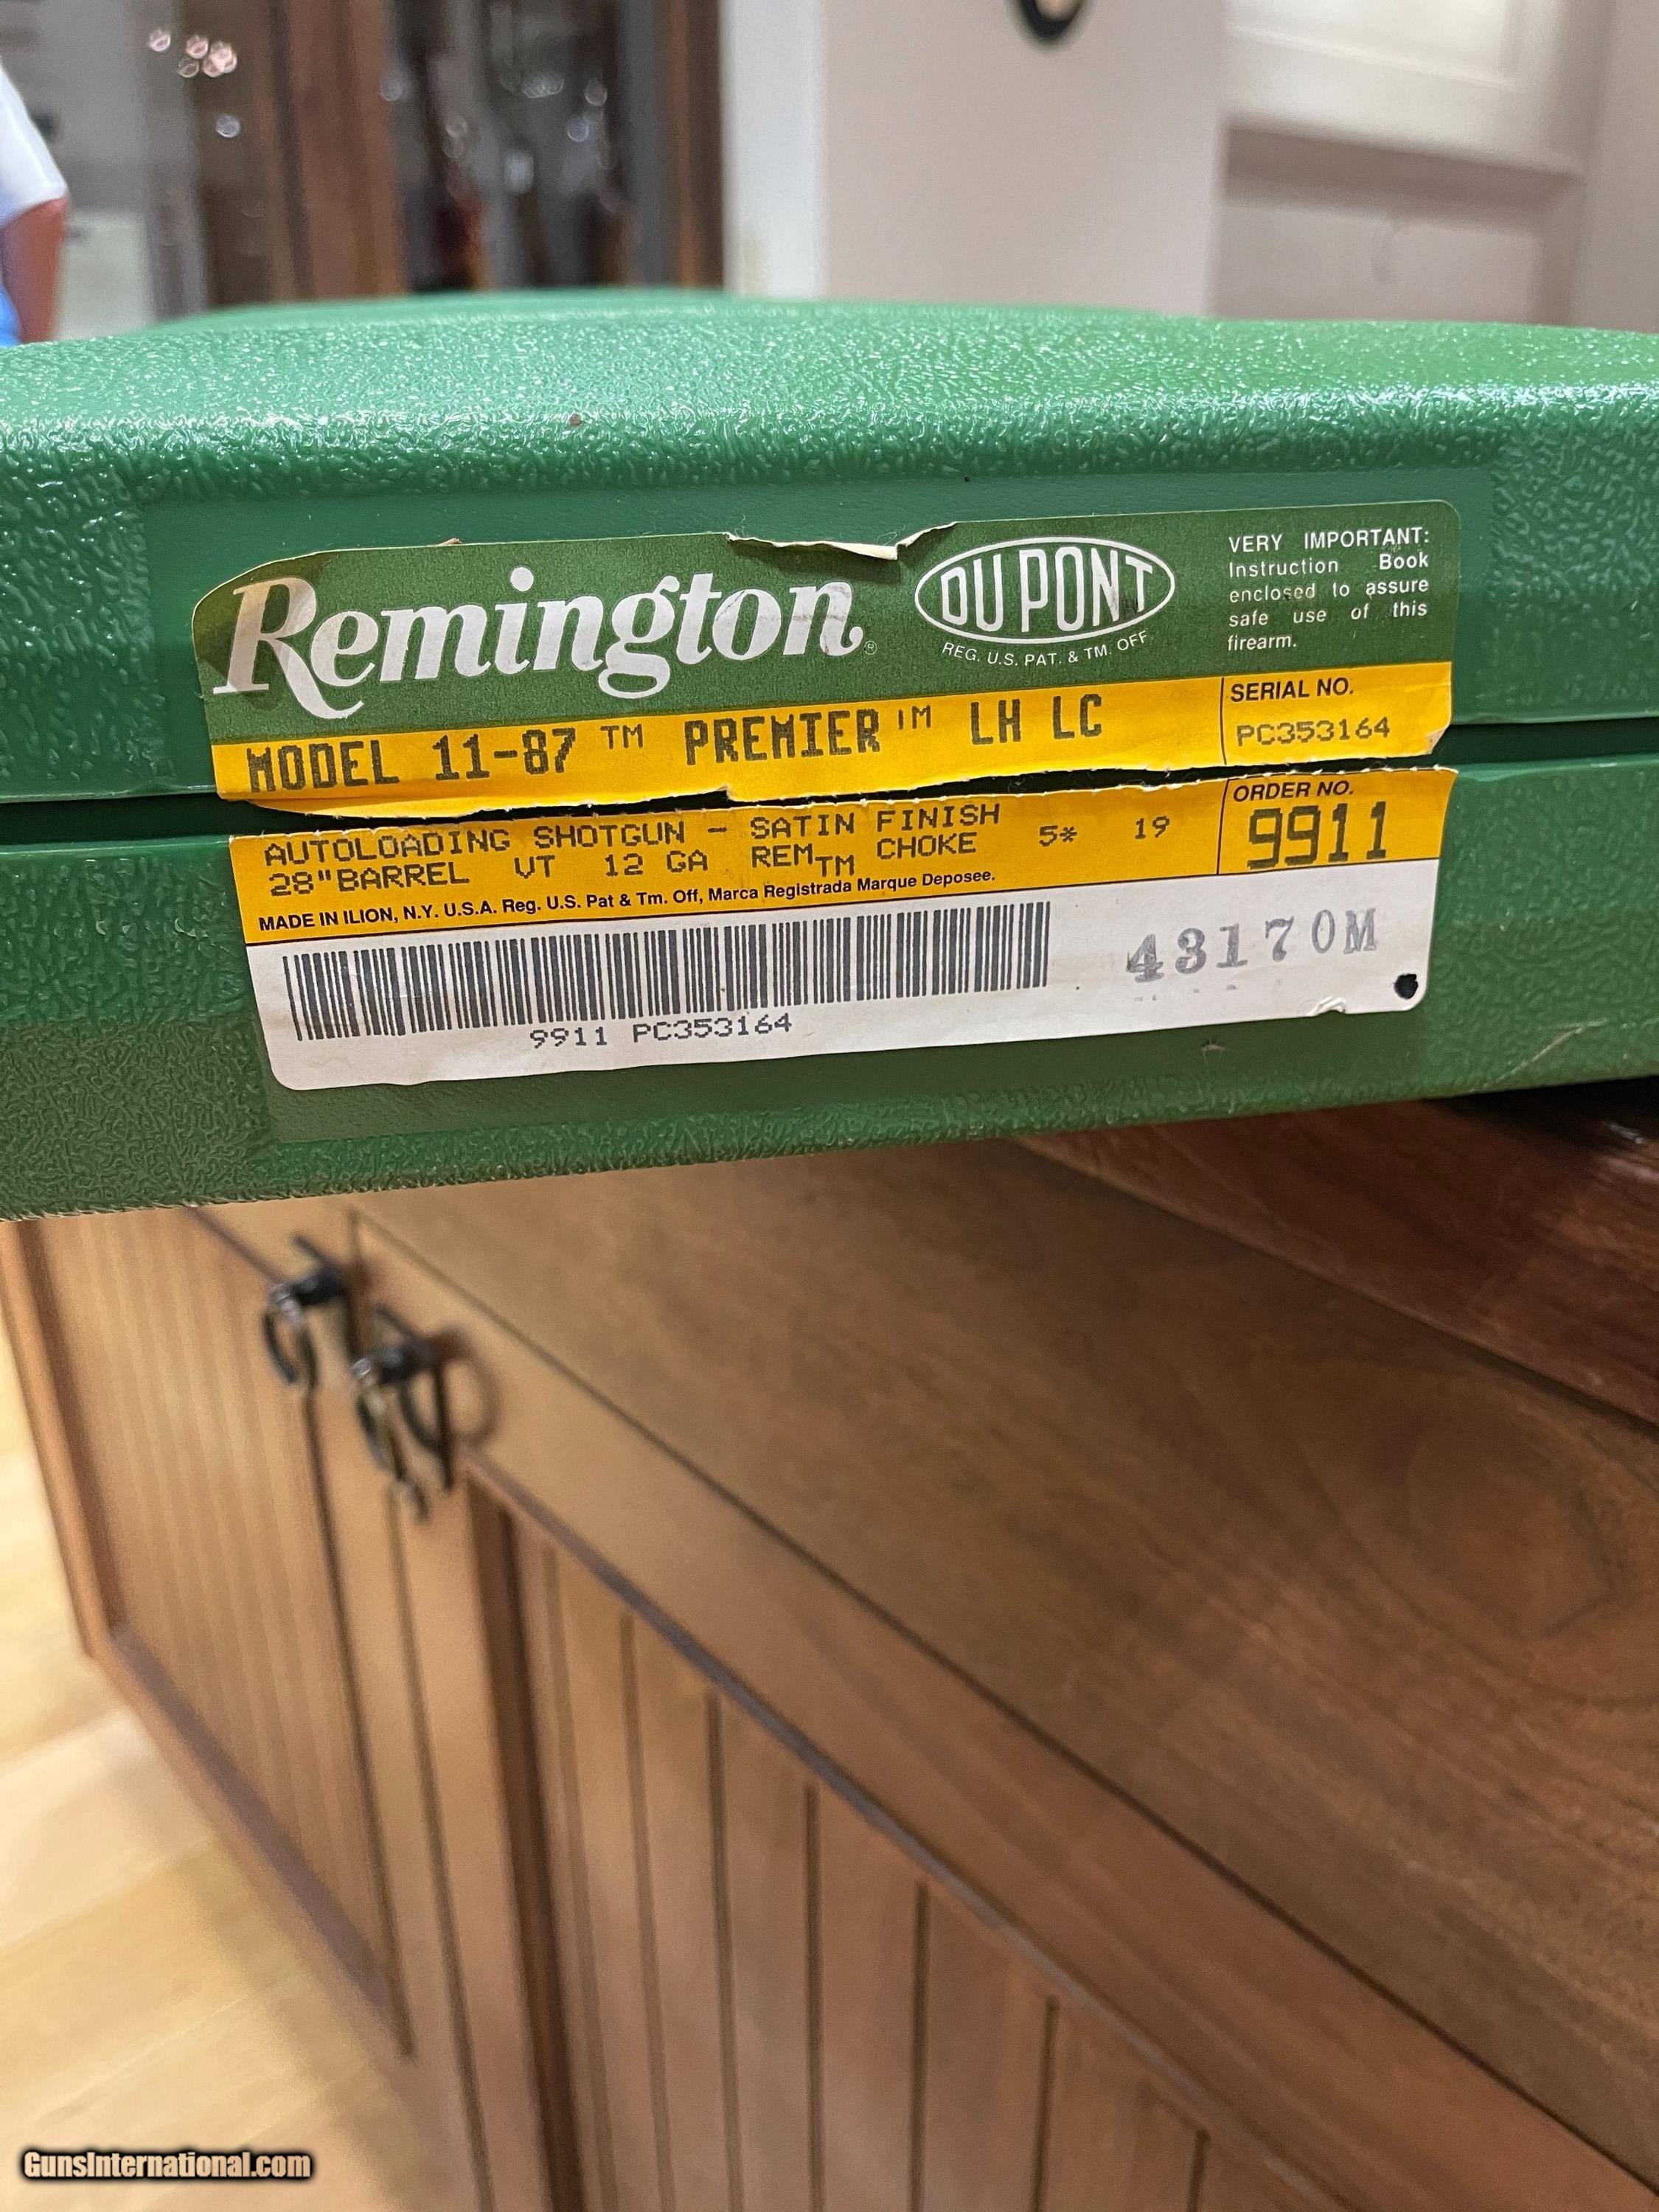 Remington®
DU PONT
REG. U.S. PAT. & TM. OFF.
VERY IMPORTANT:
Instruction Book
enclosed to assure
safe use of this
firearm.
MODEL 11-87 ™ PREMIER ™ LH LC
SERIAL NO.
PC353164
AUTOLOADING SHOTGUN - SATIN FINISH
28" BARREL VT 12 GA REM™ CHOKE 5* 19
ORDER NO.
9911
MADE IN ILION, N.Y. U.S.A. Reg. U.S. Pat & Tm. Off, Marca Registrada Marque Deposee.
43170M
9911 PC353164
GunsInternational.com